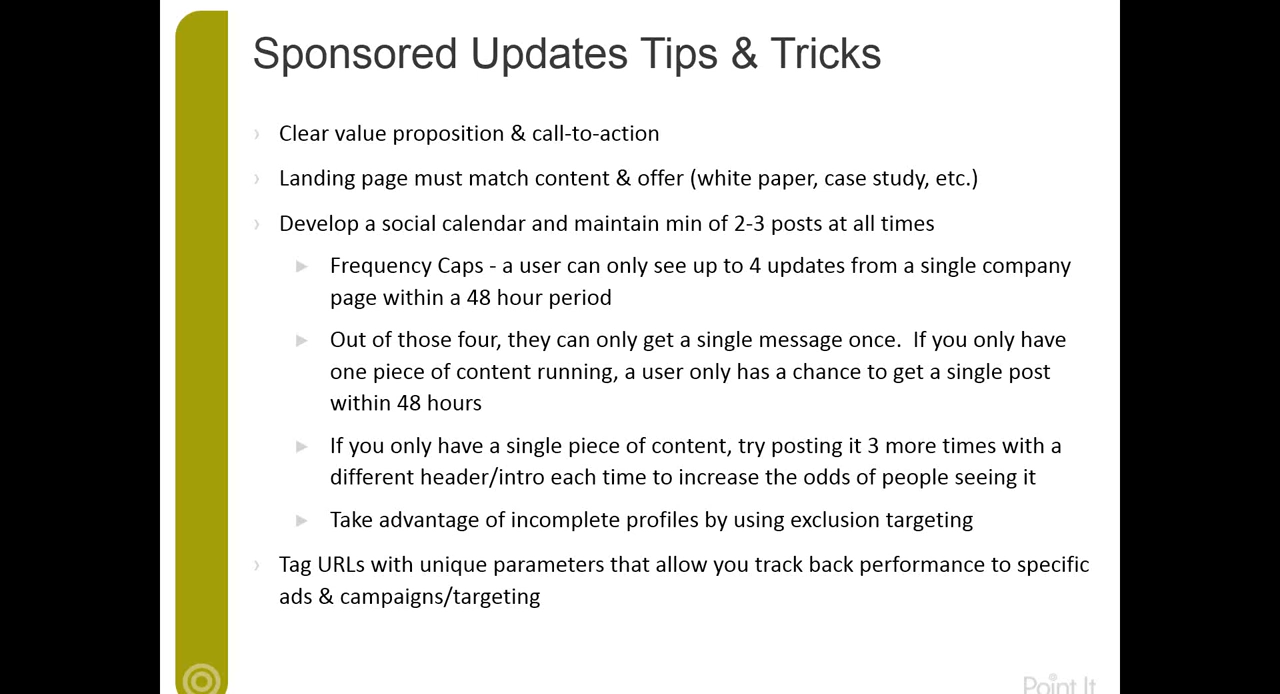 Sponsored Updates Tips & Tricks
Clear value proposition & call-to-action
Landing page must match content & offer (white paper, case study, etc.)
Develop a social calendar and maintain min of 2-3 posts at all times
Frequency Caps - a user can only see up to 4 updates from a single company
page within a 48 hour period
Out of those four, they can only get a single message once.  If you only have
one piece of content running, a user only has a chance to get a single post
within 48 hours
If you only have a single piece of content, try posting it 3 more times with a
different header/intro each time to increase the odds of people seeing it
Take advantage of incomplete profiles by using exclusion targeting
Tag URLs with unique parameters that allow you track back performance to specific
ads & campaigns/targeting
Point It